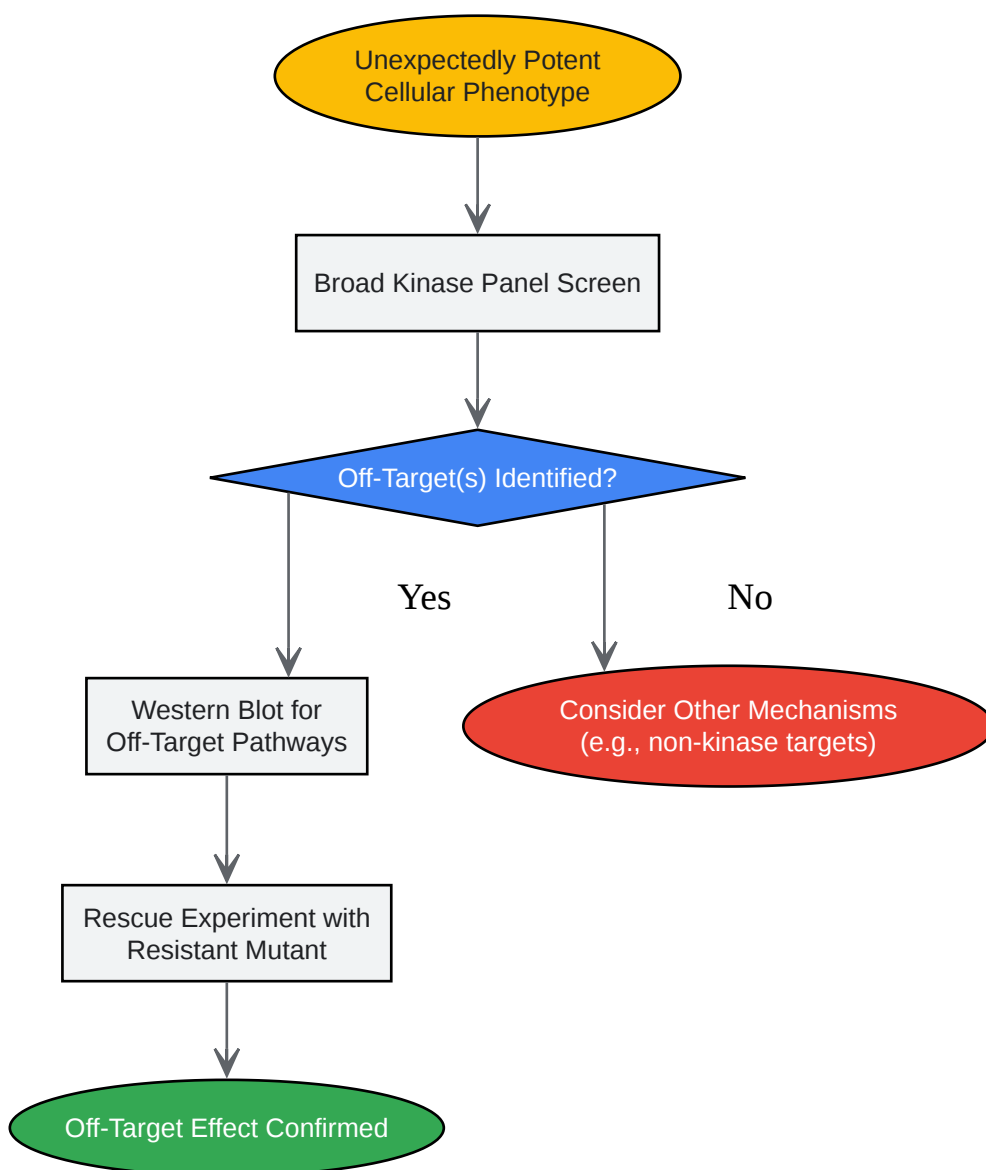 Unexpectedly Potent
Cellular Phenotype
Broad Kinase Panel Screen
Off-Target(s) Identified?
Yes
No
Western Blot for
Off-Target Pathways
Consider Other Mechanisms
(e.g., non-kinase targets)
Rescue Experiment with
Resistant Mutant
Off-Target Effect Confirmed